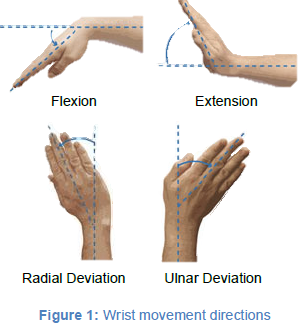 Flexion
Extension
Radial Deviation
Ulnar Deviation
Figure 1: Wrist movement directions